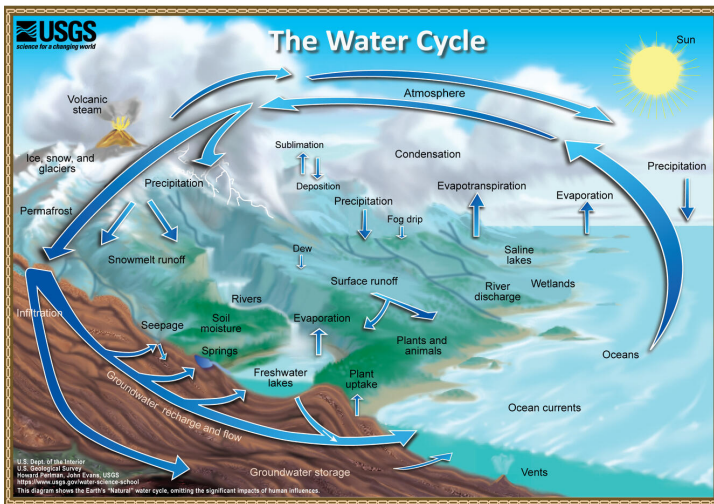 USGS
science for a changing world
The Water Cycle
Sun
Volcanic
steam
Atmosphere
Ice, snow, and
glaciers
Sublimation
Deposition
Condensation
Precipitation
Precipitation
Evapotranspiration
Evaporation
Precipitation
Fog drip
Permafrost
Snowmelt runoff
Dew
Saline
lakes
Surface runoff
River
discharge
Wetlands
Rivers
Infiltration
Seepage
Soil
moisture
Evaporation
Plants and
animals
Springs
Oceans
Freshwater
lakes
Plant
uptake
Groundwater recharge and flow
Ocean currents
Groundwater storage
Vents
U.S. Dept. of the Interior
U.S. Geological Survey
Howard Perlman, John Evans, USGS
https://www.usgs.gov/water-science-school
This diagram shows the Earth's "Natural" water cycle, omitting the significant impacts of human influences.